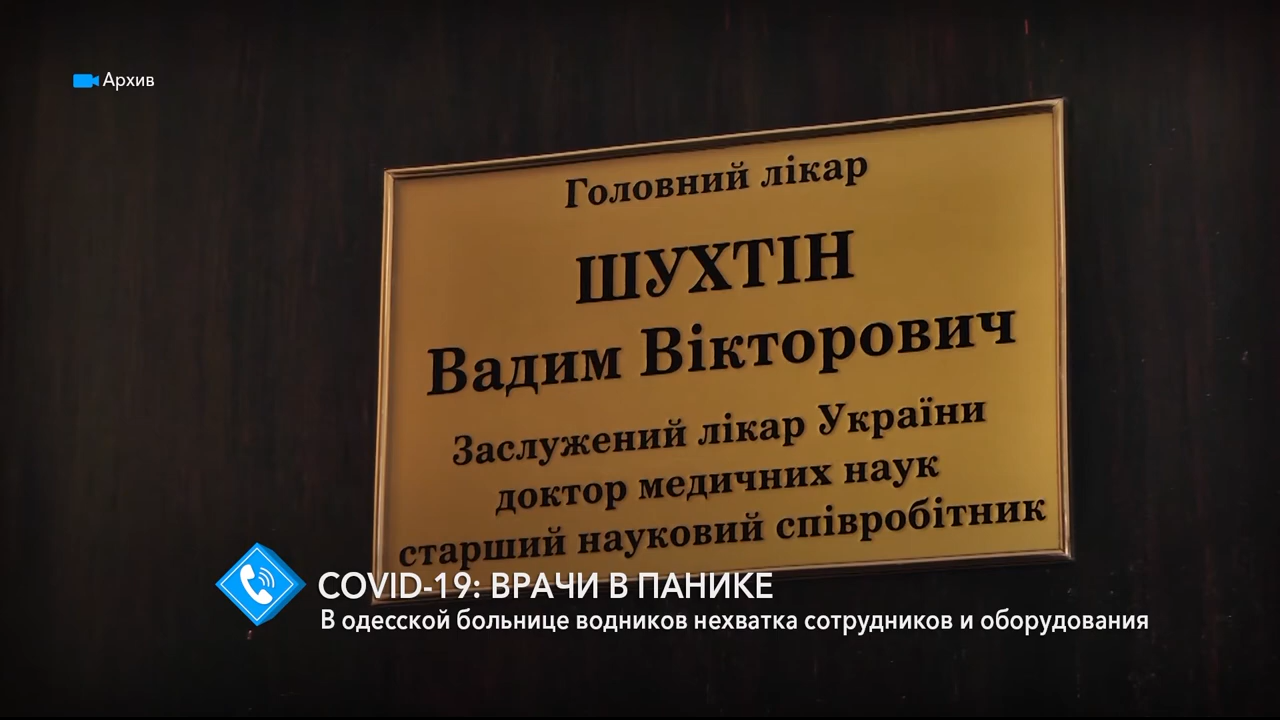 Архив
Головний лікар
ШУХТІН
Вадим Вікторович
Заслужений лікар України
доктор медичних наук
старший науковий співробітник
COVID-19: ВРАЧИ В ПАНИКЕ
В одесской больнице водников нехватка сотрудников и оборудования